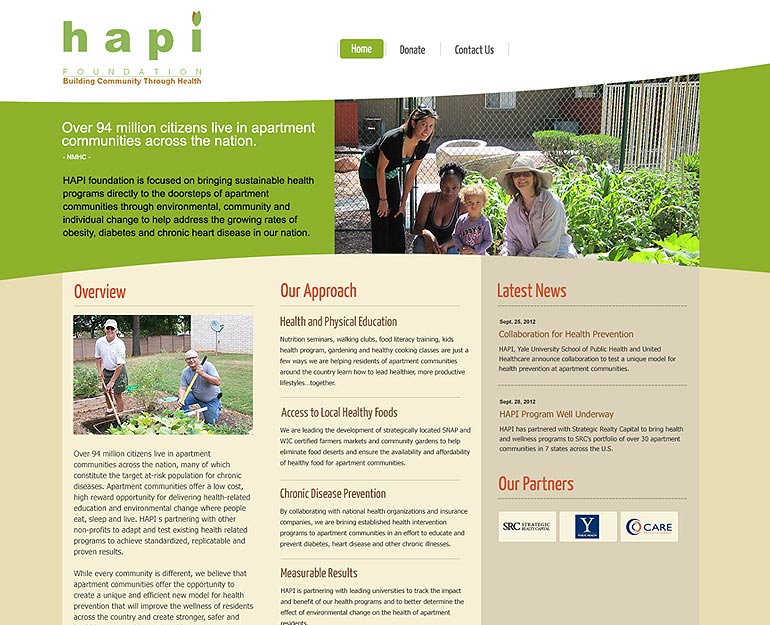 hapi
FOUNDATION
Building Community Through Health
Home
Donate
Contact Us
Over 94 million citizens live in apartment
communities across the nation.
- NMHC -
HAPI foundation is focused on bringing sustainable health
programs directly to the doorsteps of apartment
communities through environmental, community and
individual change to help address the growing rates of
obesity, diabetes and chronic heart disease in our nation.
Overview
Over 94 million citizens live in apartment
communities across the nation, many of which
constitute the target at-risk population for chronic
diseases. Apartment communities offer a low cost,
high reward opportunity for delivering health-related
education and environmental change where people
eat, sleep and live. HAPI s partnering with other
non-profits to adapt and test existing health related
programs to achieve standardized, replicatable and
proven results.
While every community is different, we believe that
apartment communities offer the opportunity to
create a unique and efficient new model for health
prevention that will improve the wellness of residents
across the country and create stronger, safer and
Our Approach
Health and Physical Education
Nutrition seminars, walking clubs, food literacy training, kids
health program, gardening and healthy cooking classes are just a
few ways we are helping residents of apartment communities
around the country learn how to lead healthier, more productive
lifestyles...together.
Access to Local Healthy Foods
We are leading the development of strategically located SNAP and
WIC certified farmers markets and community gardens to help
eliminate food deserts and ensure the availability and affordability
of healthy food for apartment communities.
Chronic Disease Prevention
By collaborating with national health organizations and insurance
companies, we are brining established health intervention
programs to apartment communities in an effort to educate and
prevent diabetes, heart disease and other chronic illnesses.
Measurable Results
HAPI is partnering with leading universities to track the impact
and benefit of our health programs and to better determine the
effect of environmental change on the health of apartment
residents.
Latest News
Sept. 25, 2012
Collaboration for Health Prevention
HAPI, Yale University School of Public Health and United
Healthcare announce collaboration to test a unique model for
health prevention at apartment communities.
Sept. 28, 2012
HAPI Program Well Underway
HAPI has partnered with Strategic Realty Capital to bring health
and wellness programs to SRC's portfolio of over 30 apartment
communities in 7 states across the U.S.
Our Partners
SRC STRATEGIC
REALTY CAPITAL
Y
PUBLIC HEALTH
CARE